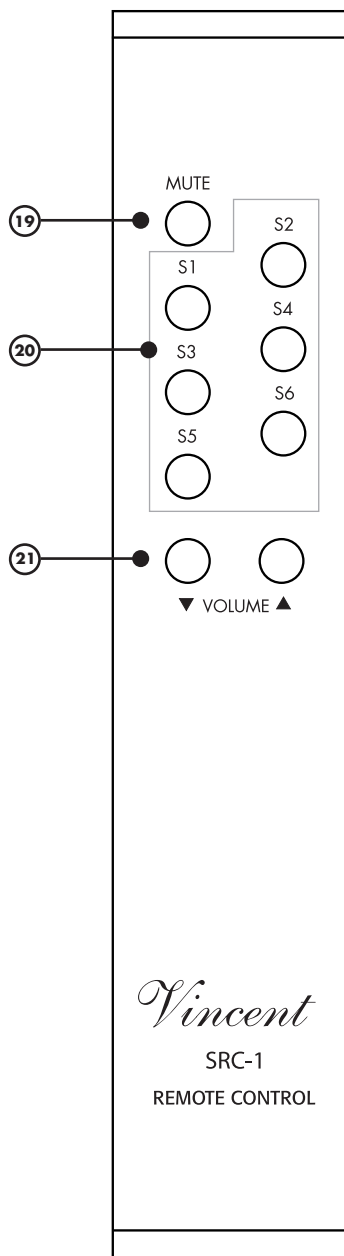 MUTE
19
S2
S1
S4
20
S3
S6
S5
21
▼ VOLUME ▲
Vincent
SRC-1
REMOTE CONTROL